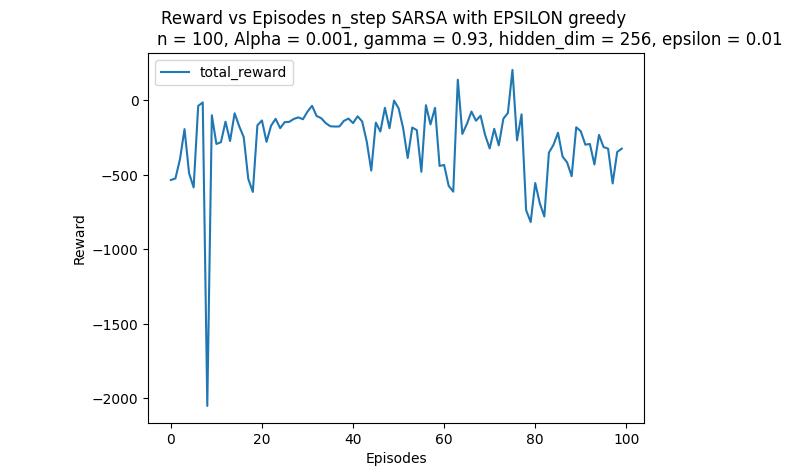 Reward vs Episodes n_step SARSA with EPSILON greedy
n = 100, Alpha = 0.001, gamma = 0.93, hidden_dim = 256, epsilon = 0.01
total_reward
0
−500
−1000
−1500
−2000
Reward
0 20 40 60 80 100
Episodes